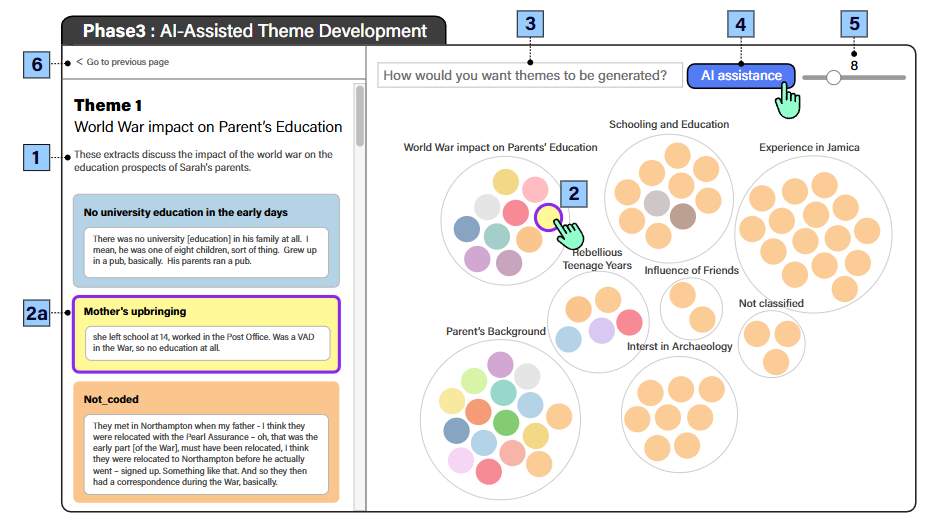 Phase3 : AI-Assisted Theme Development
3
4
5
6
< Go to previous page
How would you want themes to be generated?
AI assistance
8
Theme 1
World War impact on Parent's Education
1
These extracts discuss the impact of the world war on the
education prospects of Sarah's parents.
No university education in the early days
There was no university [education] in his family at all. I
mean, he was one of eight children, sort of thing. Grew up
in a pub, basically. His parents ran a pub.
2a
Mother's upbringing
she left school at 14, worked in the Post Office. Was a VAD
in the War, so no education at all.
Not_coded
They met in Northampton when my father - I think they
were relocated with the Pearl Assurance – oh, that was the
early part [of the War], must have been relocated, I think
they were relocated to Northampton before he actually
went – signed up. Something like that. And so they then
had a correspondence during the War, basically.
World War impact on Parents' Education
Schooling and Education
Experience in Jamica
2
Rebellious
Teenage Years
Influence of Friends
Not classified
Parent's Background
Interst in Archaeology